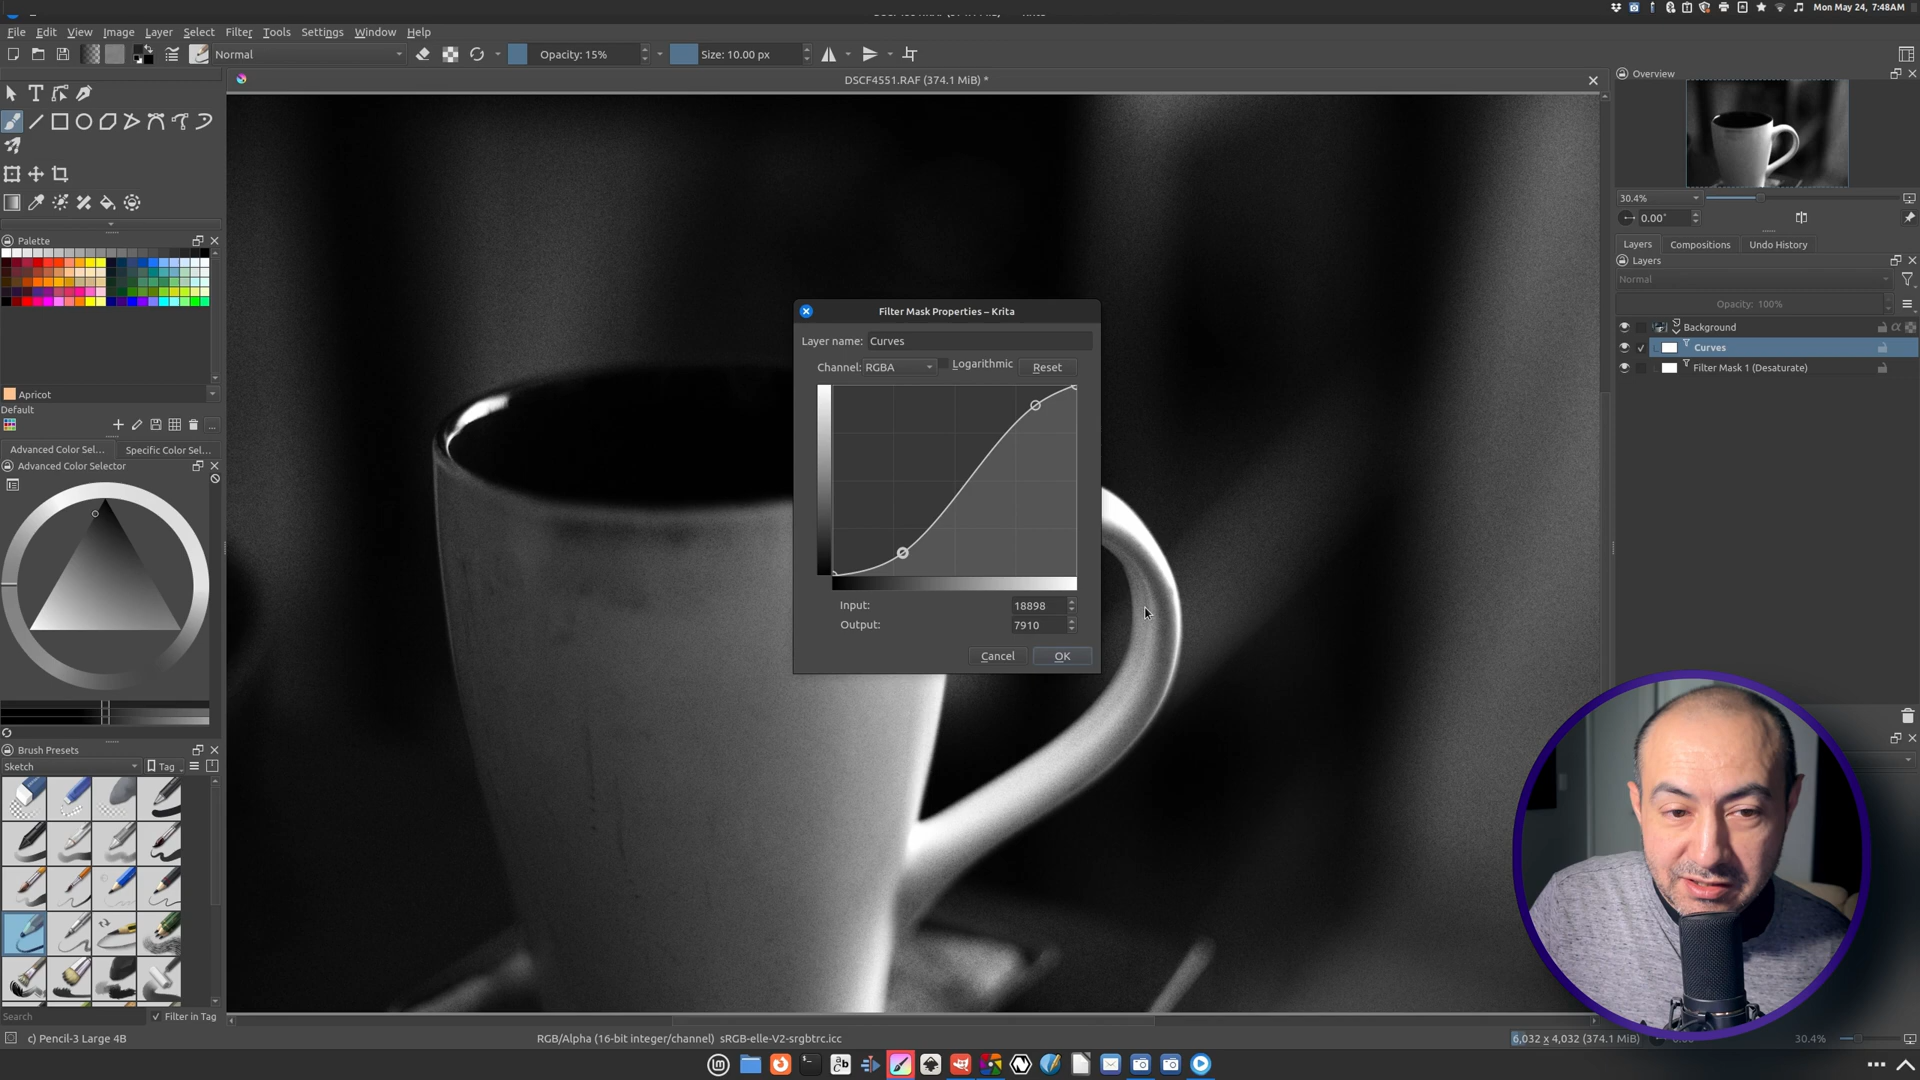 Mon May 24, 7:48AM
File Edit View Image Layer Select Filter Tools Settings Window Help
Normal
Opacity: 15%
Size: 10.00 px
DSCF4551.RAF (374.1 MiB) *
Overview
30.4%
0.00°
Palette
Apricot
Default
Advanced Color Sel... Specific Color Sel...
Advanced Color Selector
Brush Presets
Sketch
Tag
Search
Filter in Tag
c) Pencil-3 Large 4B
Filter Mask Properties – Krita
Layer name: Curves
Channel: RGBA
Logarithmic
Reset
Input: 18898
Output: 7910
Cancel
OK
Layers Compositions Undo History
Layers
Normal
Opacity: 100%
Background
Curves
Filter Mask 1 (Desaturate)
RGB/Alpha (16-bit integer/channel) sRGB-elle-V2-srgbtrc.icc
6,032 x 4,032 (374.1 MiB)
30.4%